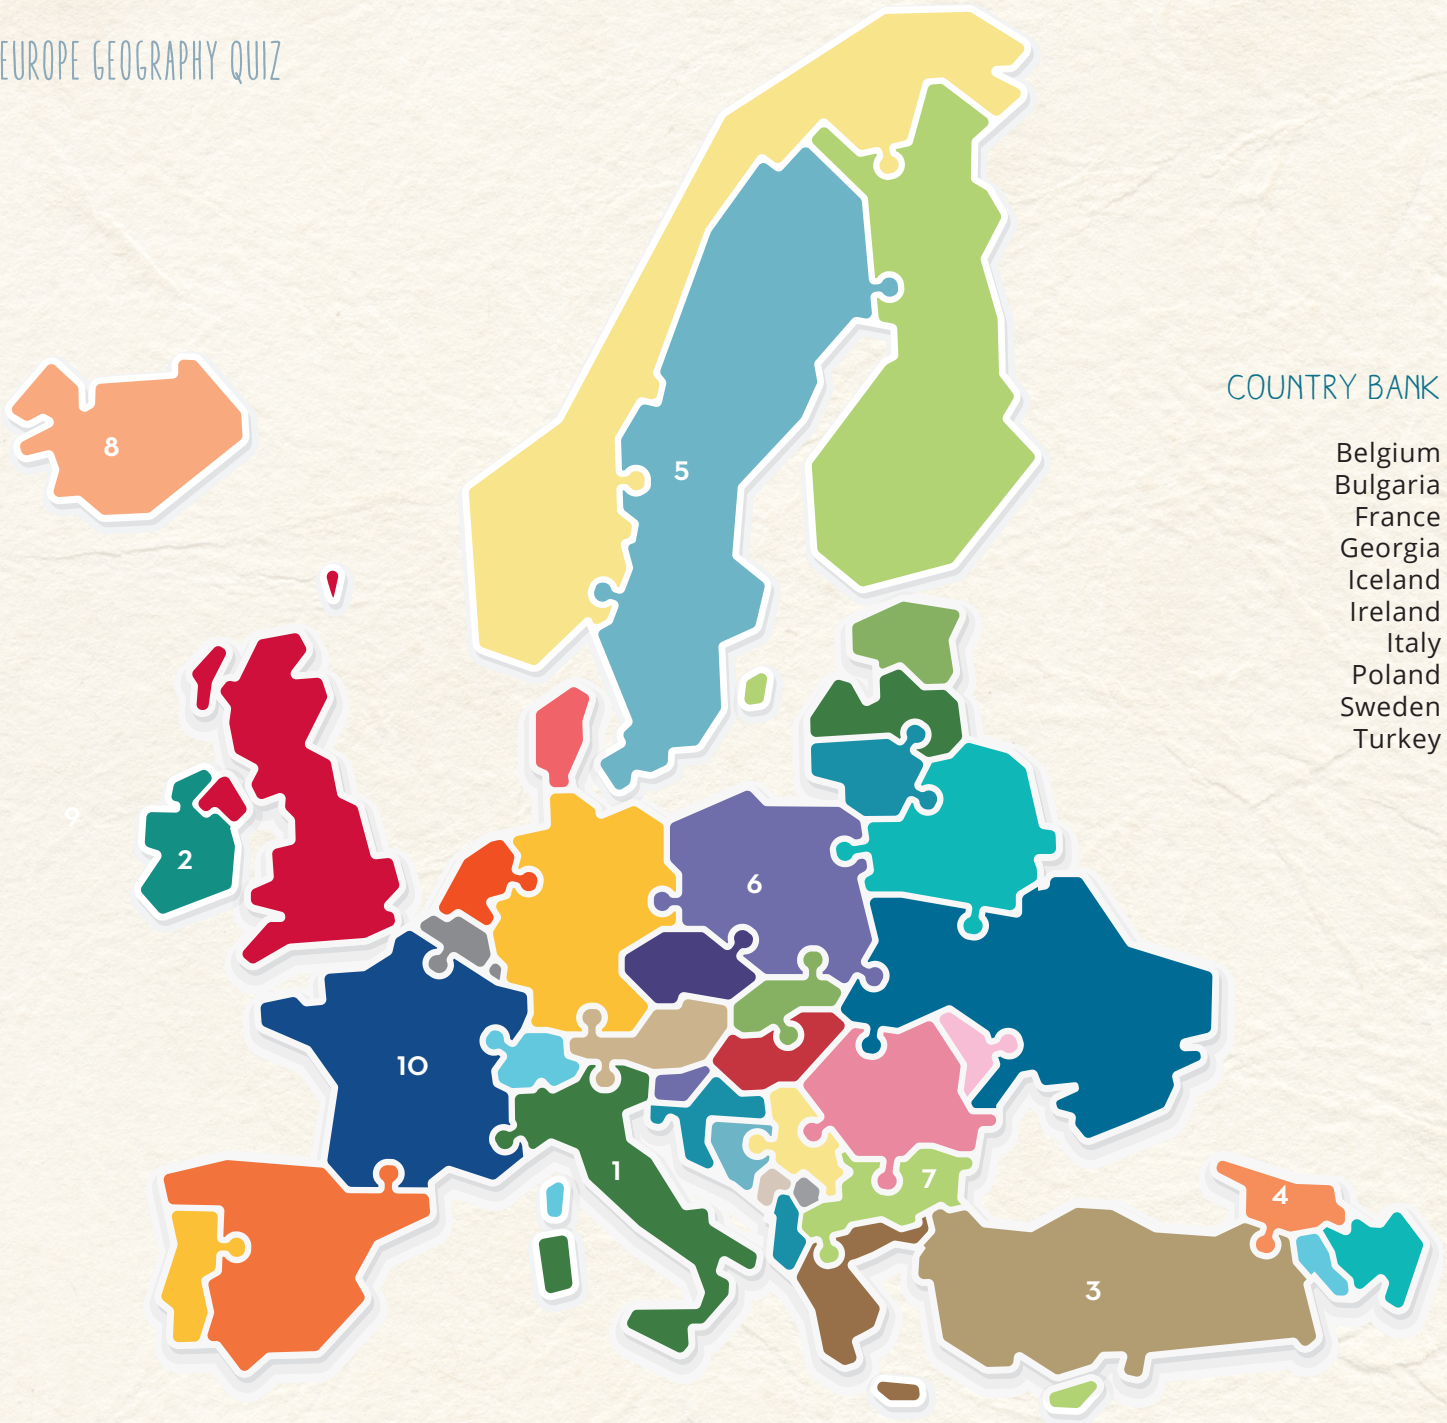 EUROPE GEOGRAPHY QUIZ
COUNTRY BANK
Belgium
Bulgaria
France
Georgia
Iceland
Ireland
Italy
Poland
Sweden
Turkey
8
5
9
2
6
10
1
7
4
3